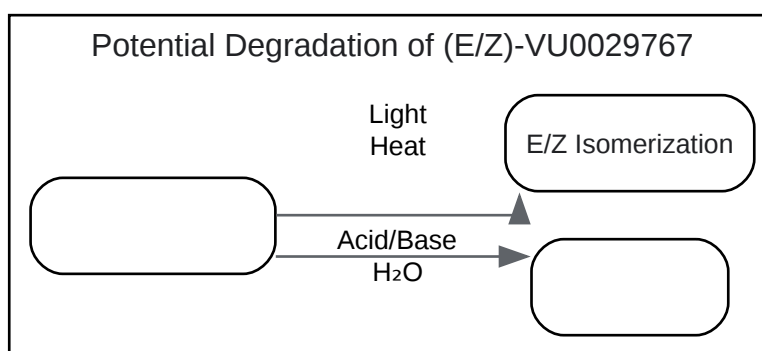 Potential Degradation of (E/Z)-VU0029767
Light
Heat
E/Z Isomerization
Acid/Base
H₂O